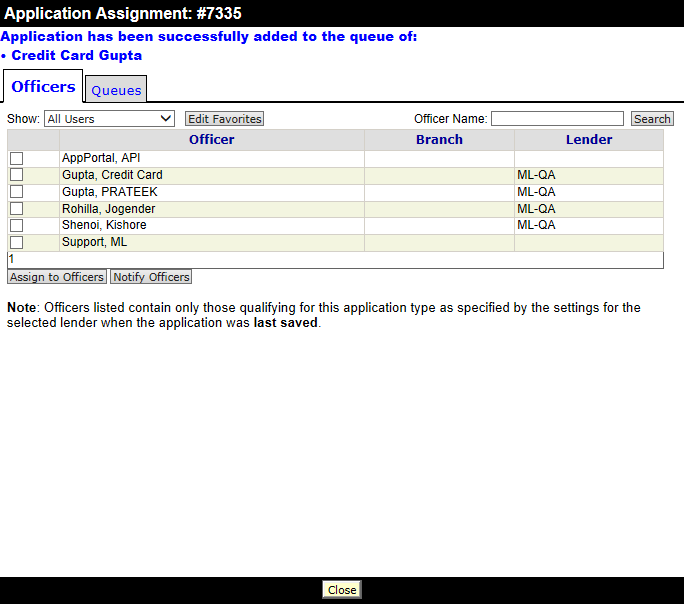 Application Assignment: #7335
Application has been successfully added to the queue of:
• Credit Card Gupta
Officers Queues
Show: All Users Edit Favorites Officer Name: Search
Officer Branch Lender
AppPortal, API
Gupta, Credit Card ML-QA
Gupta, PRATEEK ML-QA
Rohilla, Jogender ML-QA
Shenoi, Kishore ML-QA
Support, ML
1
Assign to Officers Notify Officers
Note: Officers listed contain only those qualifying for this application type as specified by the settings for the
selected lender when the application was last saved.
Close